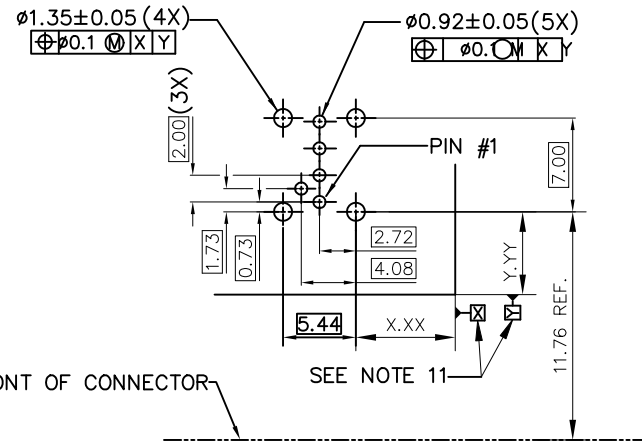 ø1.35±0.05 (4X)
ø0.92±0.05(5X)
⌖ ø0.1 Ⓜ X Y
⌖ ø0.1 Ⓜ X Y
2.00 (3X)
PIN #1
7.00
1.73
0.73
2.72
4.08
Y.YY
5.44
X.XX
X
Y
11.76 REF.
SEE NOTE 11
ONT OF CONNECTOR